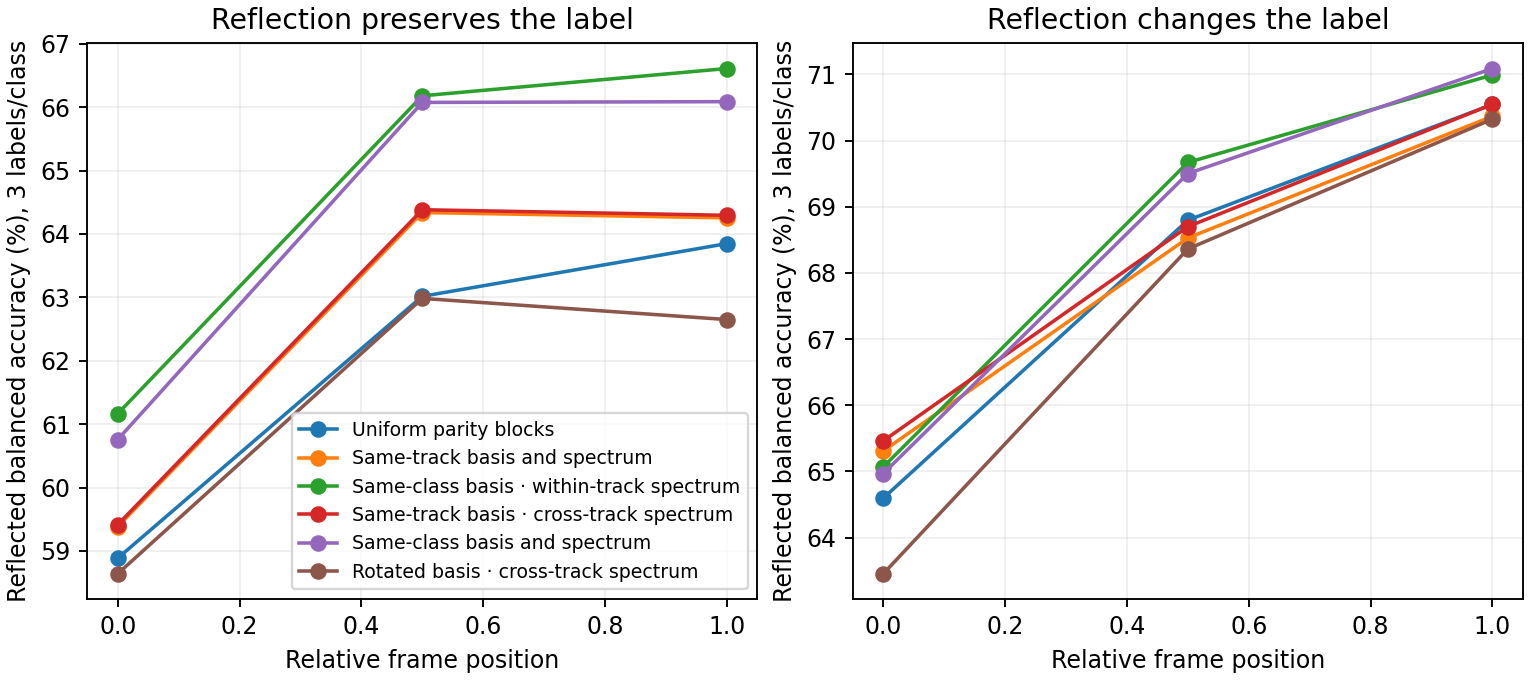 Reflection preserves the label
Reflected balanced accuracy (%), 3 labels/class
67
66
65
64
63
62
61
60
59
Uniform parity blocks
Same-track basis and spectrum
Same-class basis · within-track spectrum
Same-track basis · cross-track spectrum
Same-class basis and spectrum
Rotated basis · cross-track spectrum
0.0 0.2 0.4 0.6 0.8 1.0
Relative frame position
Reflection changes the label
Reflected balanced accuracy (%), 3 labels/class
71
70
69
68
67
66
65
64
0.0 0.2 0.4 0.6 0.8 1.0
Relative frame position